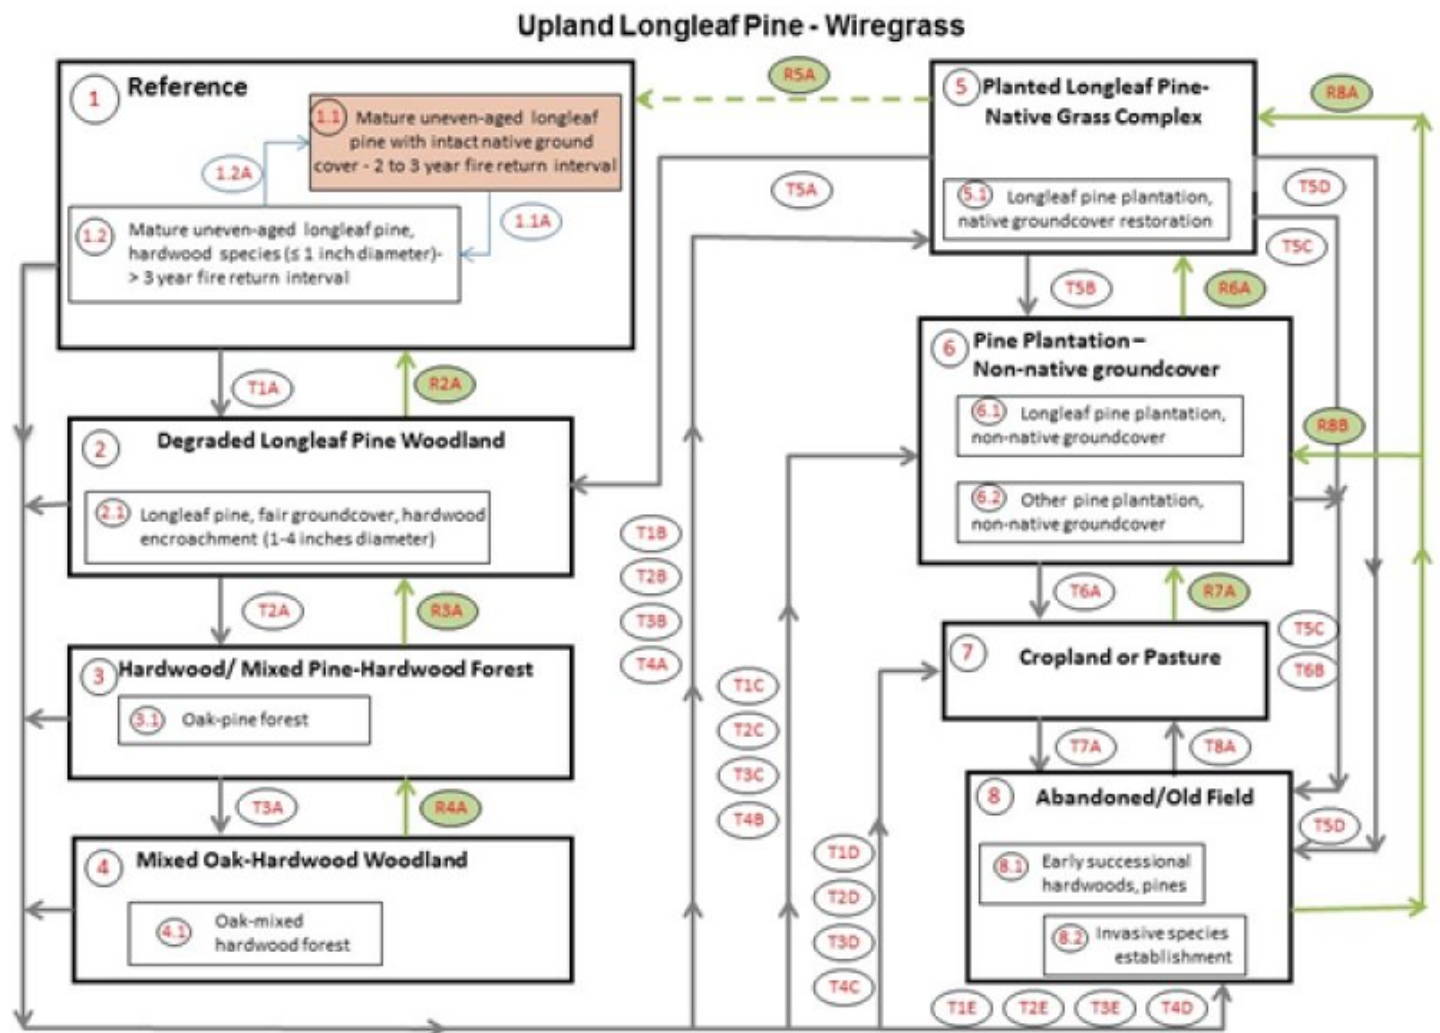 Upland Longleaf Pine - Wiregrass
1
Reference
1.1
Mature uneven-aged longleaf
pine with intact native ground
cover - 2 to 3 year fire return interval
1.2A
1.1A
1.2
Mature uneven-aged longleaf pine,
hardwood species (≤ 1 inch diameter)-
> 3 year fire return interval
T1A
R2A
2
Degraded Longleaf Pine Woodland
2.1
Longleaf pine, fair groundcover, hardwood
encroachment (1-4 inches diameter)
T2A
R3A
3
Hardwood/ Mixed Pine-Hardwood Forest
3.1
Oak-pine forest
T3A
R4A
4
Mixed Oak-Hardwood Woodland
4.1
Oak-mixed
hardwood forest
R5A
T5A
T1B
T2B
T3B
T4A
T1C
T2C
T3C
T4B
T1D
T2D
T3D
T4C
5
Planted Longleaf Pine-
Native Grass Complex
5.1
Longleaf pine plantation,
native groundcover restoration
R8A
T5D
T5C
T5B
R6A
6
Pine Plantation –
Non-native groundcover
6.1
Longleaf pine plantation,
non-native groundcover
6.2
Other pine plantation,
non-native groundcover
R8B
T6A
R7A
T5C
T6B
7
Cropland or Pasture
T7A
T8A
8
Abandoned/Old Field
T5D
8.1
Early successional
hardwoods, pines
8.2
Invasive species
establishment
T1E T2E T3E T4D